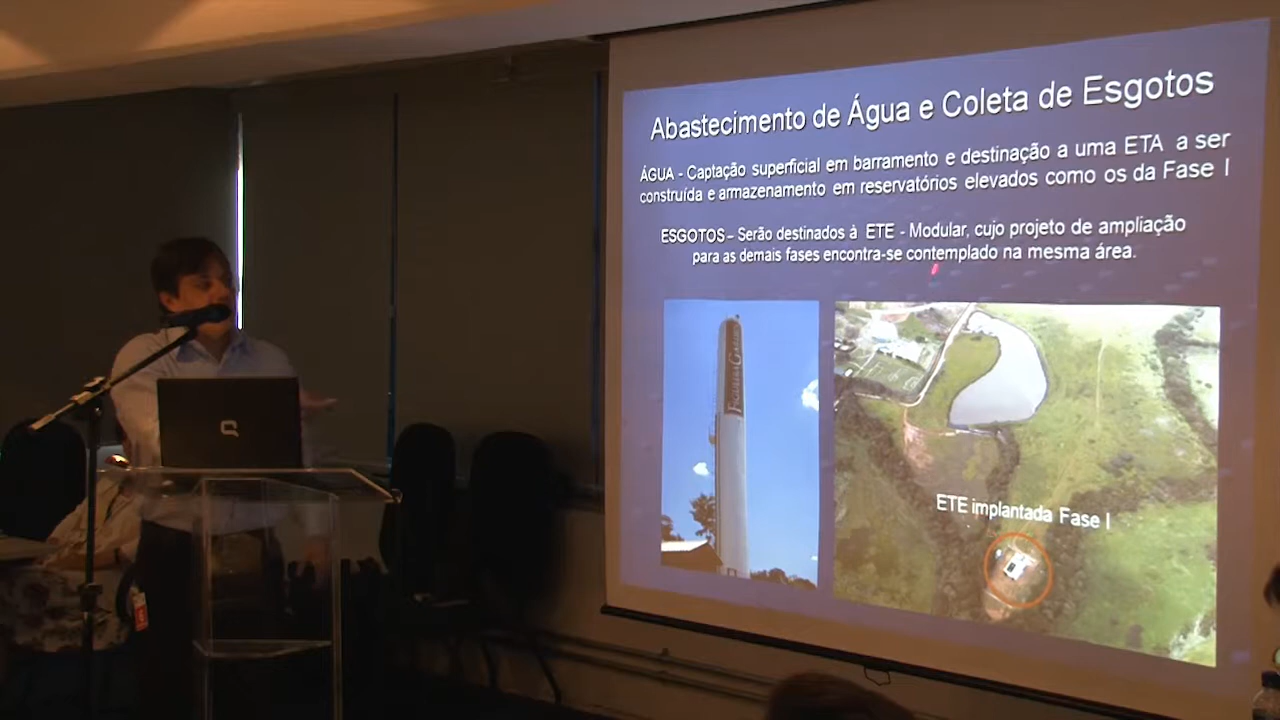 Abastecimento de Água e Coleta de Esgotos
ÁGUA - Captação superficial em barramento e destinação a uma ETA a ser
construída e armazenamento em reservatórios elevados como os da Fase I
ESGOTOS – Serão destinados à ETE - Modular, cujo projeto de ampliação
para as demais fases encontra-se contemplado na mesma área.
ETE implantada Fase I